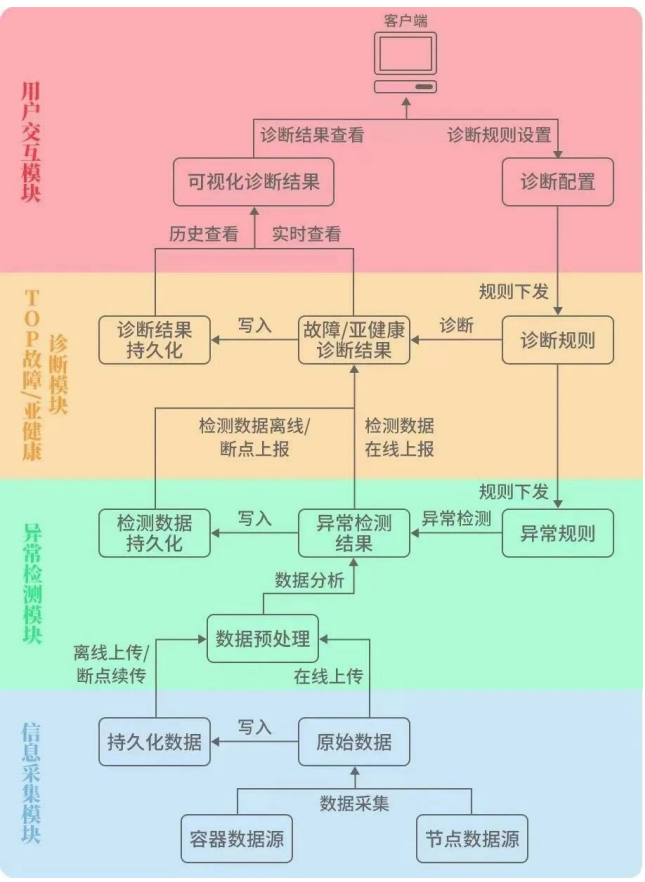 客户端
用户交互模块
诊断结果查看
诊断规则设置
可视化诊断结果
诊断配置
历史查看
实时查看
规则下发
TOP故障/亚健康
诊断模块
诊断结果
持久化
写入
故障/亚健康
诊断结果
诊断
诊断规则
检测数据离线/
断点上报
检测数据
在线上报
规则下发
异常检测模块
检测数据
持久化
写入
异常检测
结果
异常检测
异常规则
数据分析
数据预处理
离线上传/
断点续传
在线上传
信息采集模块
持久化数据
写入
原始数据
数据采集
容器数据源
节点数据源